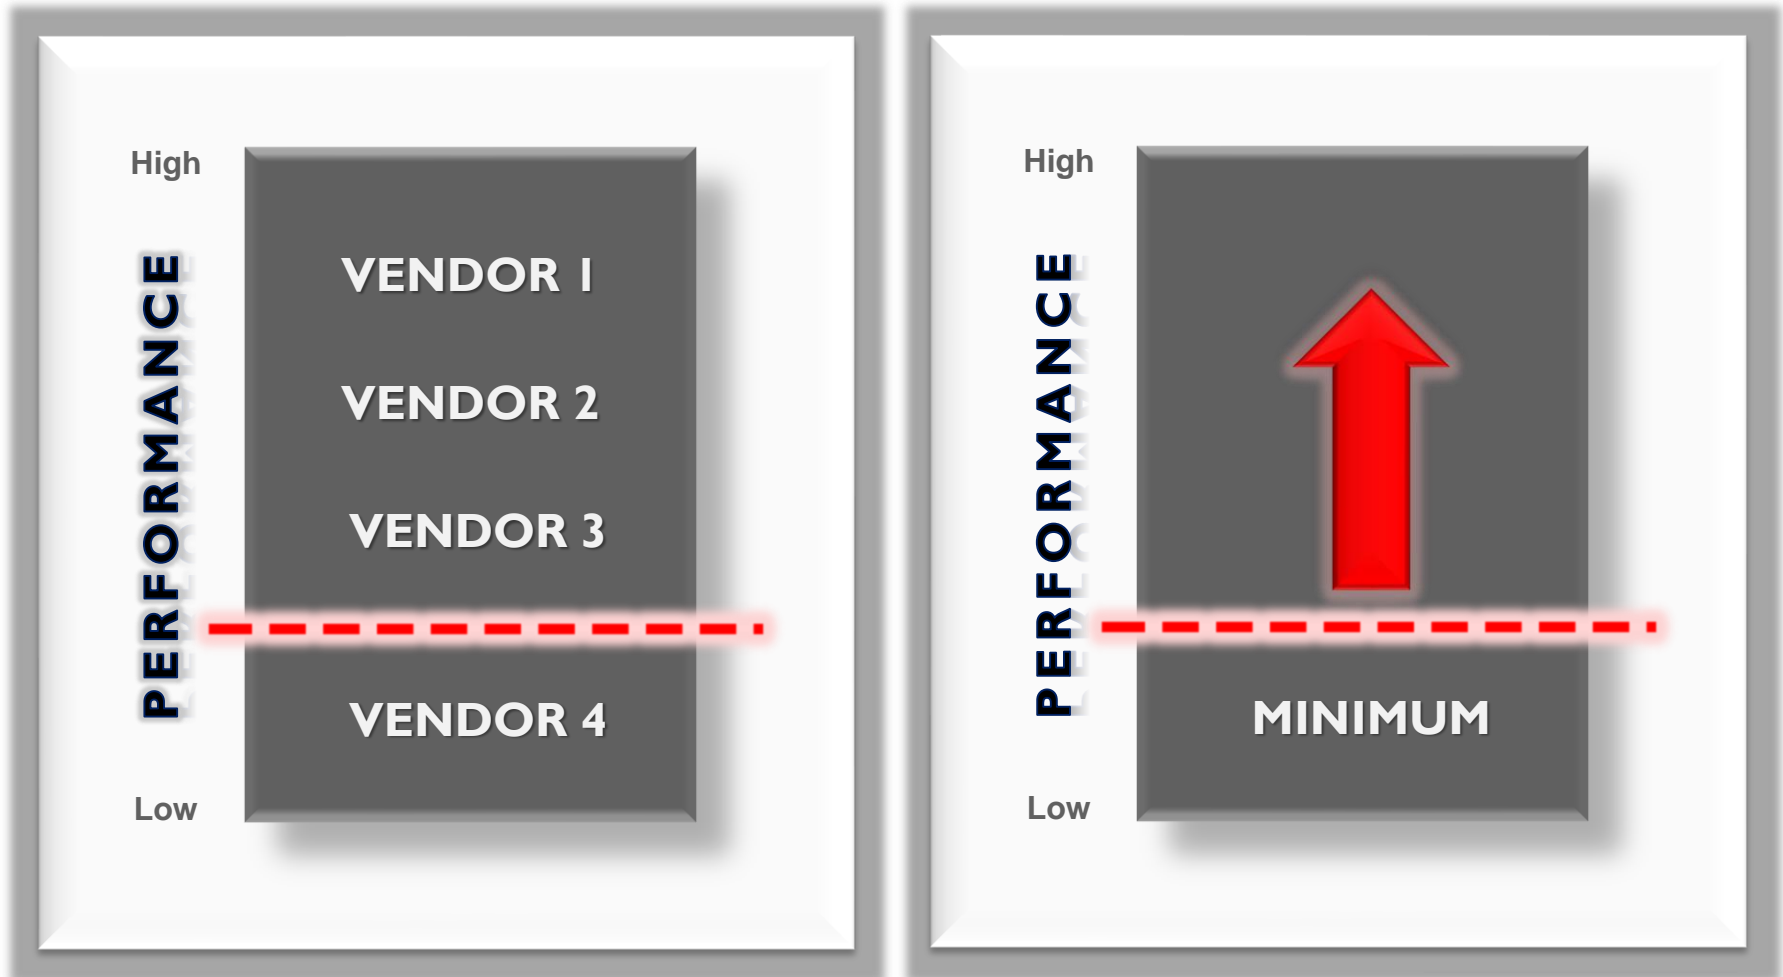 High
PERFORMANCE
VENDOR 1
VENDOR 2
VENDOR 3
VENDOR 4
Low
High
PERFORMANCE
MINIMUM
Low